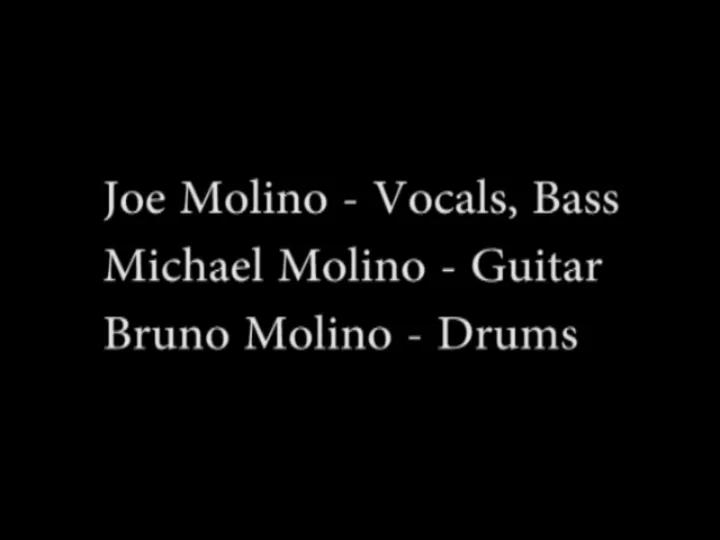 Joe Molino - Vocals, Bass
Michael Molino - Guitar
Bruno Molino - Drums